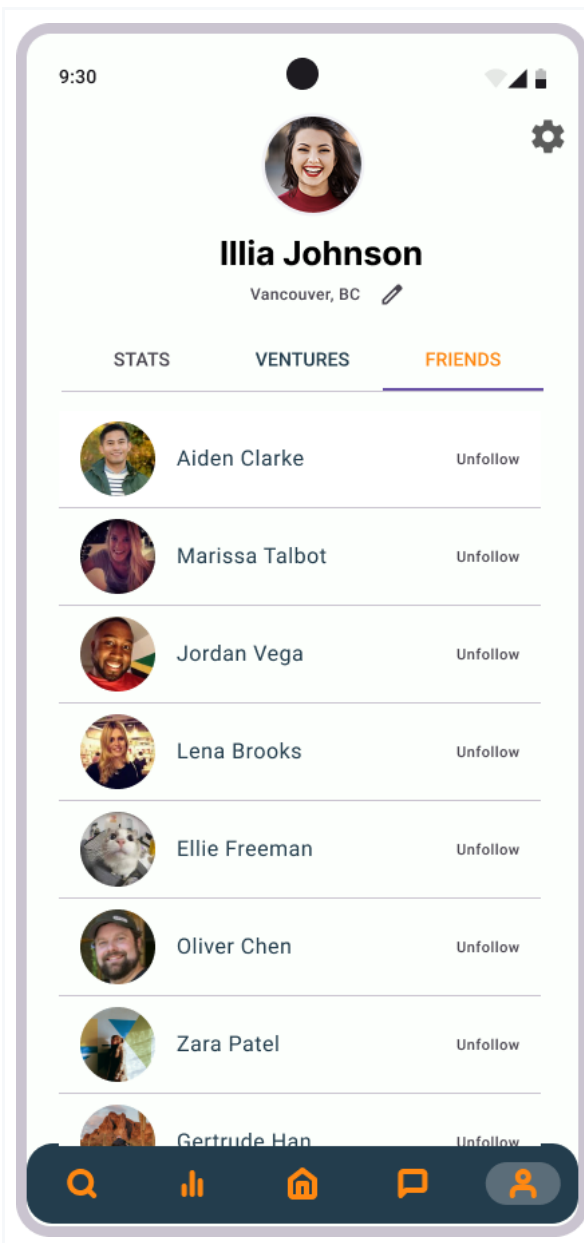 9:30
Illia Johnson
Vancouver, BC
STATS VENTURES FRIENDS
Aiden Clarke Unfollow
Marissa Talbot Unfollow
Jordan Vega Unfollow
Lena Brooks Unfollow
Ellie Freeman Unfollow
Oliver Chen Unfollow
Zara Patel Unfollow
Gertrude Han Unfollow